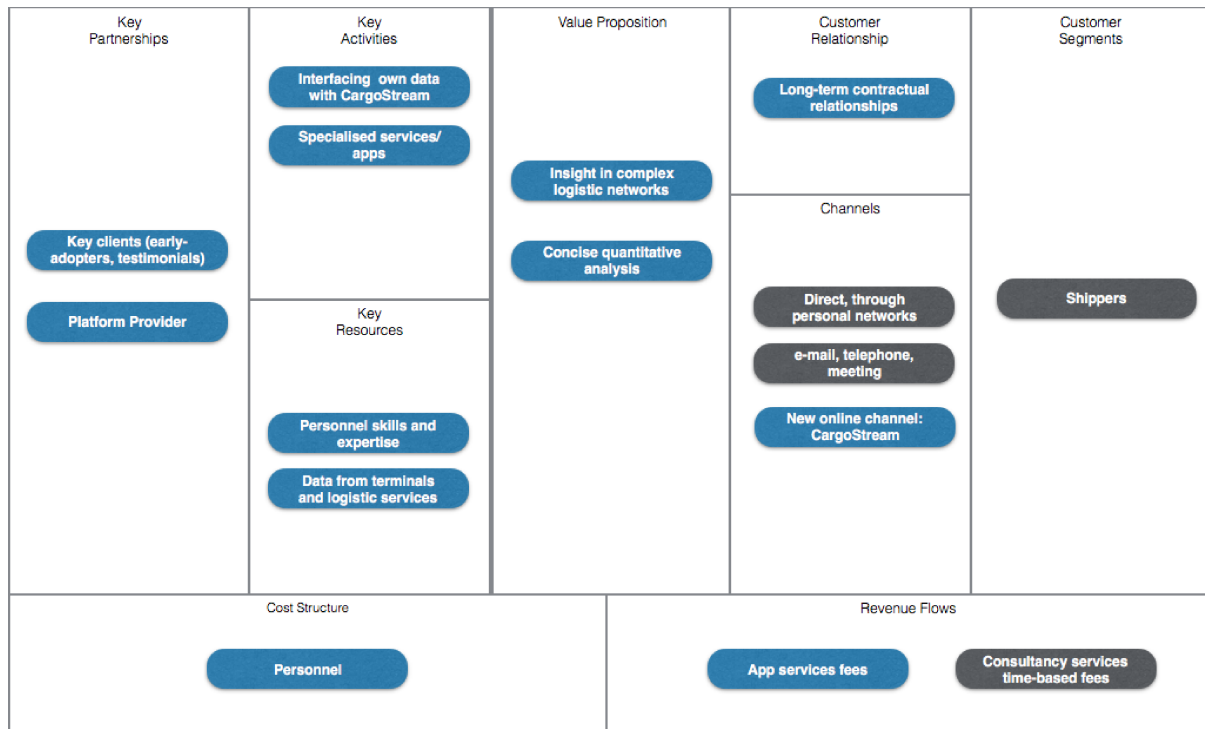 Key
Partnerships
Key clients (early-
adopters, testimonials)
Platform Provider
Key
Activities
Interfacing own data
with CargoStream
Specialised services/
apps
Key
Resources
Personnel skills and
expertise
Data from terminals
and logistic services
Value Proposition
Insight in complex
logistic networks
Concise quantitative
analysis
Customer
Relationship
Long-term contractual
relationships
Channels
Direct, through
personal networks
e-mail, telephone,
meeting
New online channel:
CargoStream
Customer
Segments
Shippers
Cost Structure
Personnel
Revenue Flows
App services fees
Consultancy services
time-based fees